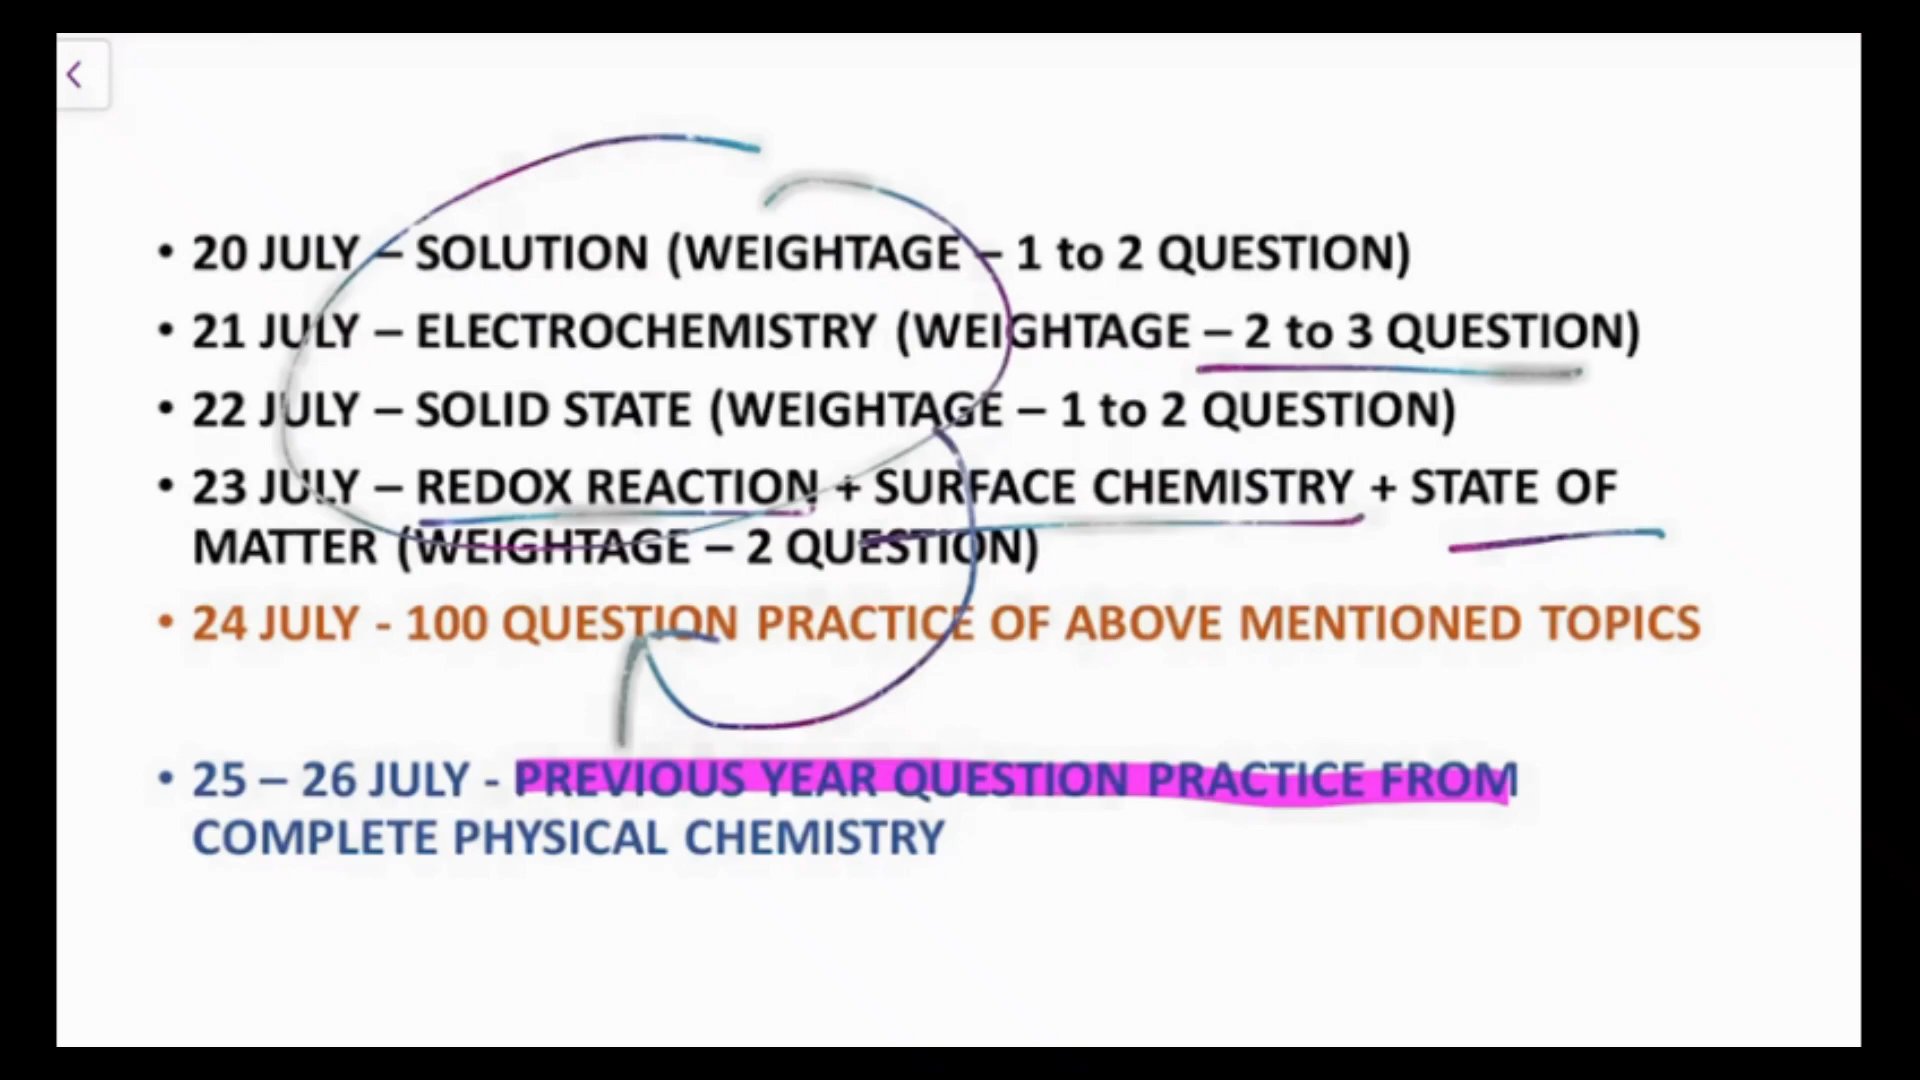 • 20 JULY – SOLUTION (WEIGHTAGE – 1 to 2 QUESTION)
• 21 JULY – ELECTROCHEMISTRY (WEIGHTAGE – 2 to 3 QUESTION)
• 22 JULY – SOLID STATE (WEIGHTAGE – 1 to 2 QUESTION)
• 23 JULY – REDOX REACTION + SURFACE CHEMISTRY + STATE OF
MATTER (WEIGHTAGE – 2 QUESTION)
• 24 JULY - 100 QUESTION PRACTICE OF ABOVE MENTIONED TOPICS
• 25 – 26 JULY - PREVIOUS YEAR QUESTION PRACTICE FROM
COMPLETE PHYSICAL CHEMISTRY